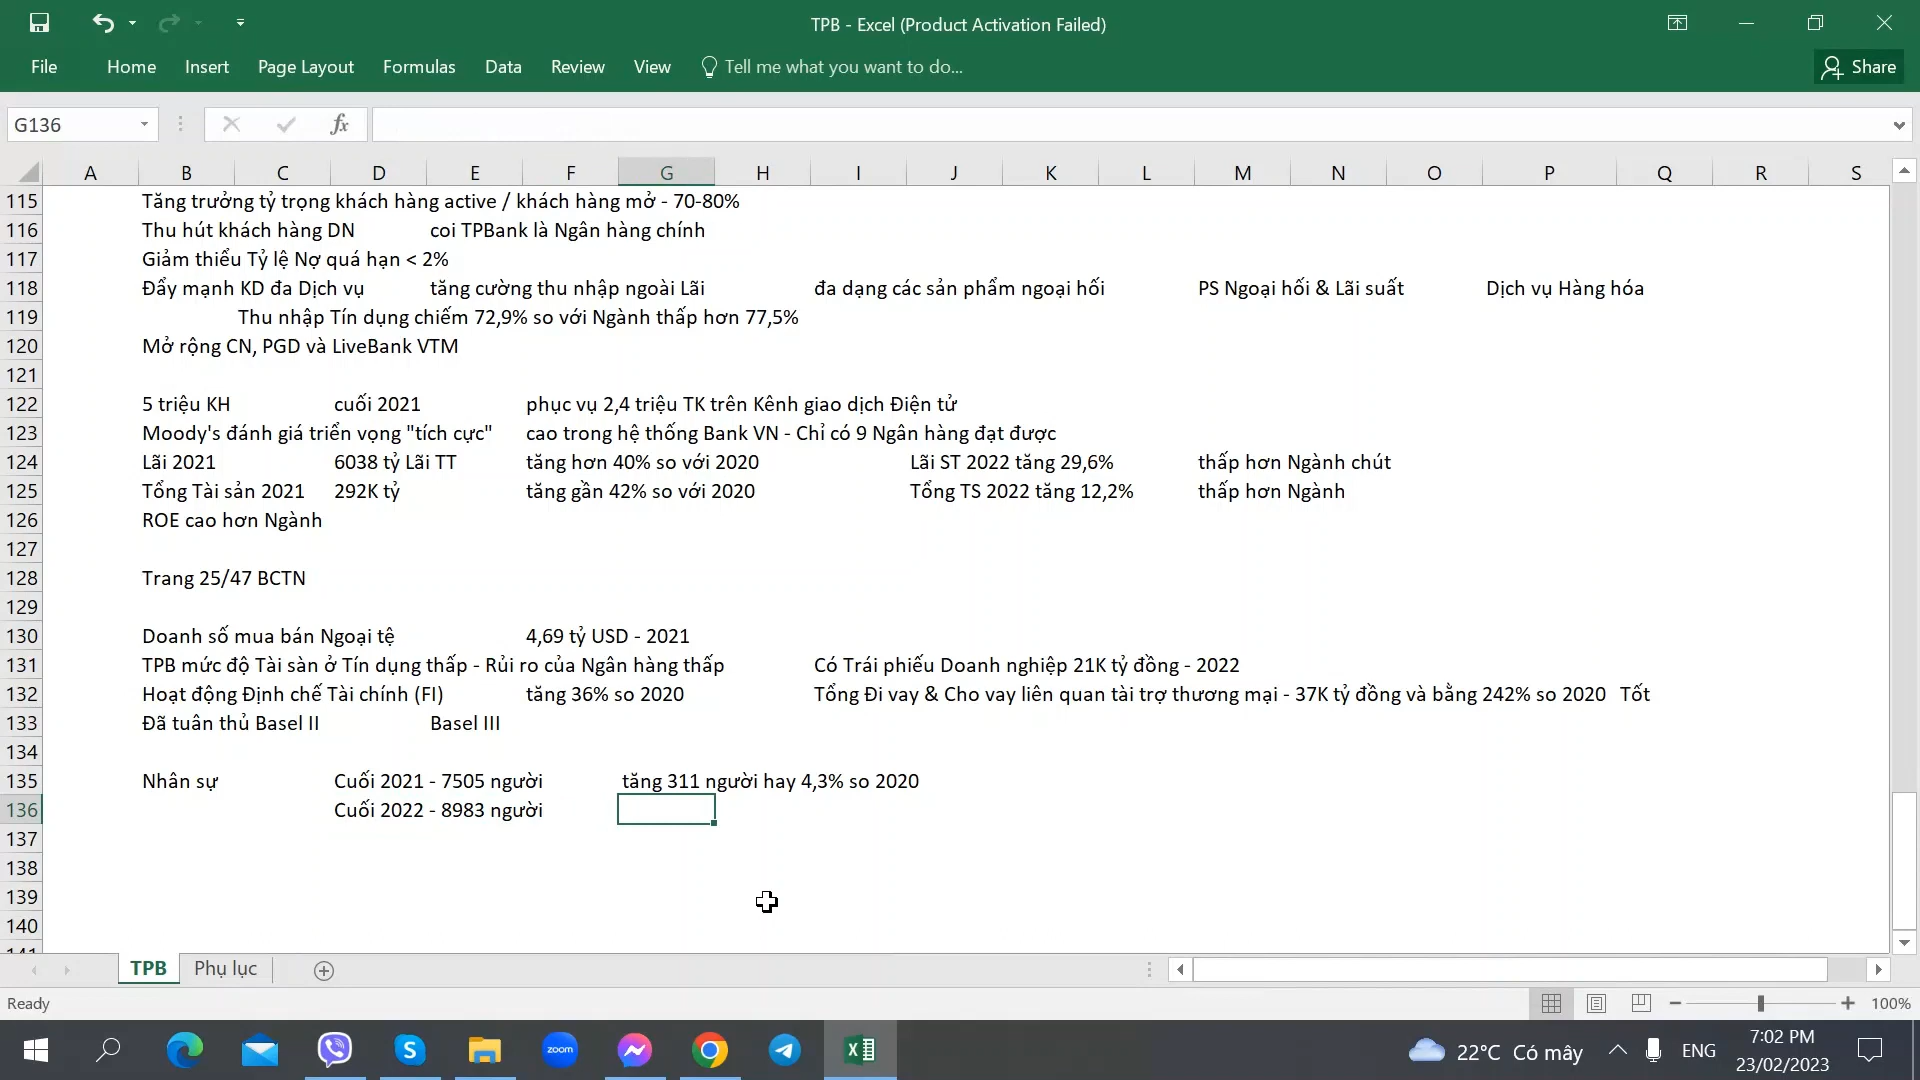 TPB - Excel (Product Activation Failed)
File Home Insert Page Layout Formulas Data Review View Tell me what you want to do... Share
G136 fx
A B C D E F G H I J K L M N O P Q R S
115 Tăng trưởng tỷ trọng khách hàng active / khách hàng mở - 70-80%
116 Thu hút khách hàng DN coi TPBank là Ngân hàng chính
117 Giảm thiểu Tỷ lệ Nợ quá hạn < 2%
118 Đẩy mạnh KD đa Dịch vụ tăng cường thu nhập ngoài Lãi đa dạng các sản phẩm ngoại hối PS Ngoại hối & Lãi suất Dịch vụ Hàng hóa
119 Thu nhập Tín dụng chiếm 72,9% so với Ngành thấp hơn 77,5%
120 Mở rộng CN, PGD và LiveBank VTM
121
122 5 triệu KH cuối 2021 phục vụ 2,4 triệu TK trên Kênh giao dịch Điện tử
123 Moody's đánh giá triển vọng "tích cực" cao trong hệ thống Bank VN - Chỉ có 9 Ngân hàng đạt được
124 Lãi 2021 6038 tỷ Lãi TT tăng hơn 40% so với 2020 Lãi ST 2022 tăng 29,6% thấp hơn Ngành chút
125 Tổng Tài sản 2021 292K tỷ tăng gần 42% so với 2020 Tổng TS 2022 tăng 12,2% thấp hơn Ngành
126 ROE cao hơn Ngành
127
128 Trang 25/47 BCTN
129
130 Doanh số mua bán Ngoại tệ 4,69 tỷ USD - 2021
131 TPB mức độ Tài sàn ở Tín dụng thấp - Rủi ro của Ngân hàng thấp Có Trái phiếu Doanh nghiệp 21K tỷ đồng - 2022
132 Hoạt động Định chế Tài chính (FI) tăng 36% so 2020 Tổng Đi vay & Cho vay liên quan tài trợ thương mại - 37K tỷ đồng và bằng 242% so 2020 Tốt
133 Đã tuân thủ Basel II Basel III
134
135 Nhân sự Cuối 2021 - 7505 người tăng 311 người hay 4,3% so 2020
136 Cuối 2022 - 8983 người
137
138
139
140
141
TPB Phụ lục
Ready 100%
zoom
22°C Có mây ENG 7:02 PM
23/02/2023